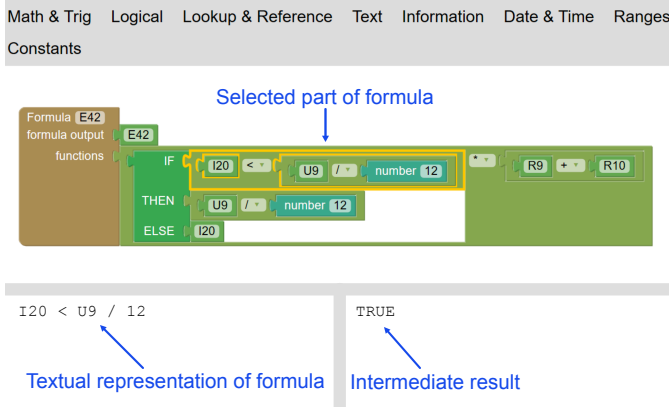 Math & Trig Logical Lookup & Reference Text Information Date & Time Ranges
Constants
Selected part of formula
Formula E42
formula output E42
functions IF I20 < U9 / number 12 * R9 + R10
THEN U9 / number 12
ELSE I20
I20 < U9 / 12 TRUE
Textual representation of formula Intermediate result